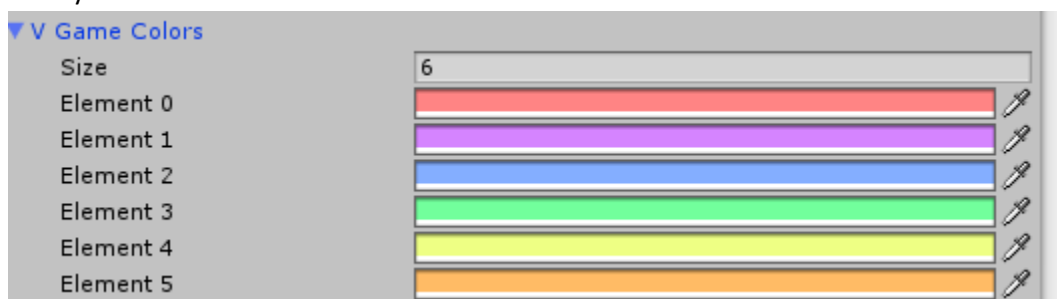 V Game Colors
Size 6
Element 0
Element 1
Element 2
Element 3
Element 4
Element 5